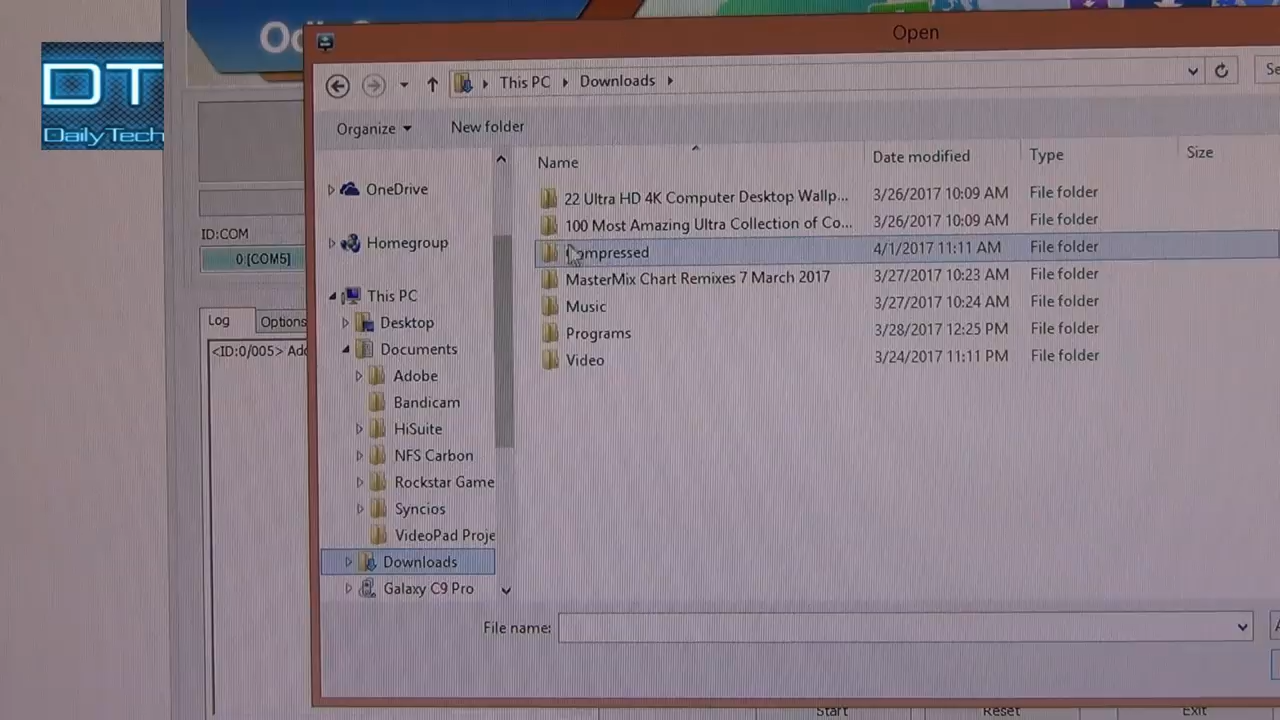 Open
DT
DailyTech
This PC
Downloads
Organize
New folder
Name
Date modified
Type
Size
OneDrive
Homegroup
This PC
Desktop
Documents
Adobe
Bandicam
HiSuite
NFS Carbon
Rockstar Game
Syncios
VideoPad Proje
Downloads
Galaxy C9 Pro
22 Ultra HD 4K Computer Desktop Wallp... 3/26/2017 10:09 AM File folder
100 Most Amazing Ultra Collection of Co... 3/26/2017 10:09 AM File folder
Compressed 4/1/2017 11:11 AM File folder
MasterMix Chart Remixes 7 March 2017 3/27/2017 10:23 AM File folder
Music 3/27/2017 10:24 AM File folder
Programs 3/28/2017 12:25 PM File folder
Video 3/24/2017 11:11 PM File folder
File name:
ID:COM
0:[COM5]
Log
Options
<ID:0/005> Add
Start
Reset
Exit